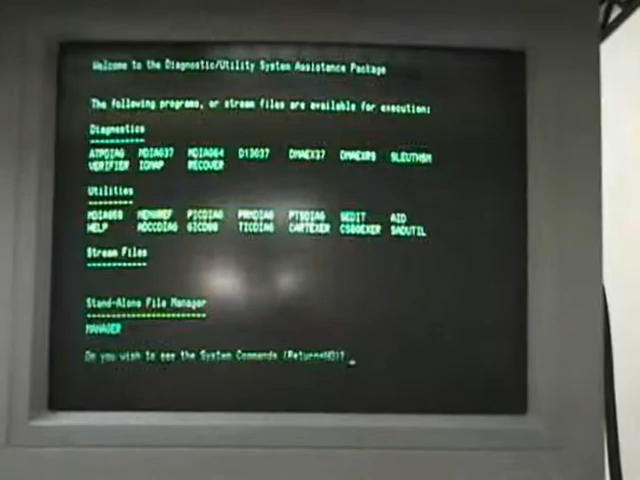 Welcome to the Diagnostic/Utility System Assistance Package
The following programs, or stream files are available for execution:
Diagnostics
ATPDIAG MDIAG37 MDIAG64 D13037 DMAEX37 SLEUTHSM
VERIFIER IOMAP RECOVER
Utilities
MEMREF PICDIAG PRMDIAG PTSDIAG SEDIT AID
HELP ADCCDIAG GICDG8 TICDIAG CARTEXER CS80EXER SADUTIL
Stream Files
Stand-Alone File Manager
MANAGER
Do you wish to see the System Commands (Return=NO)?